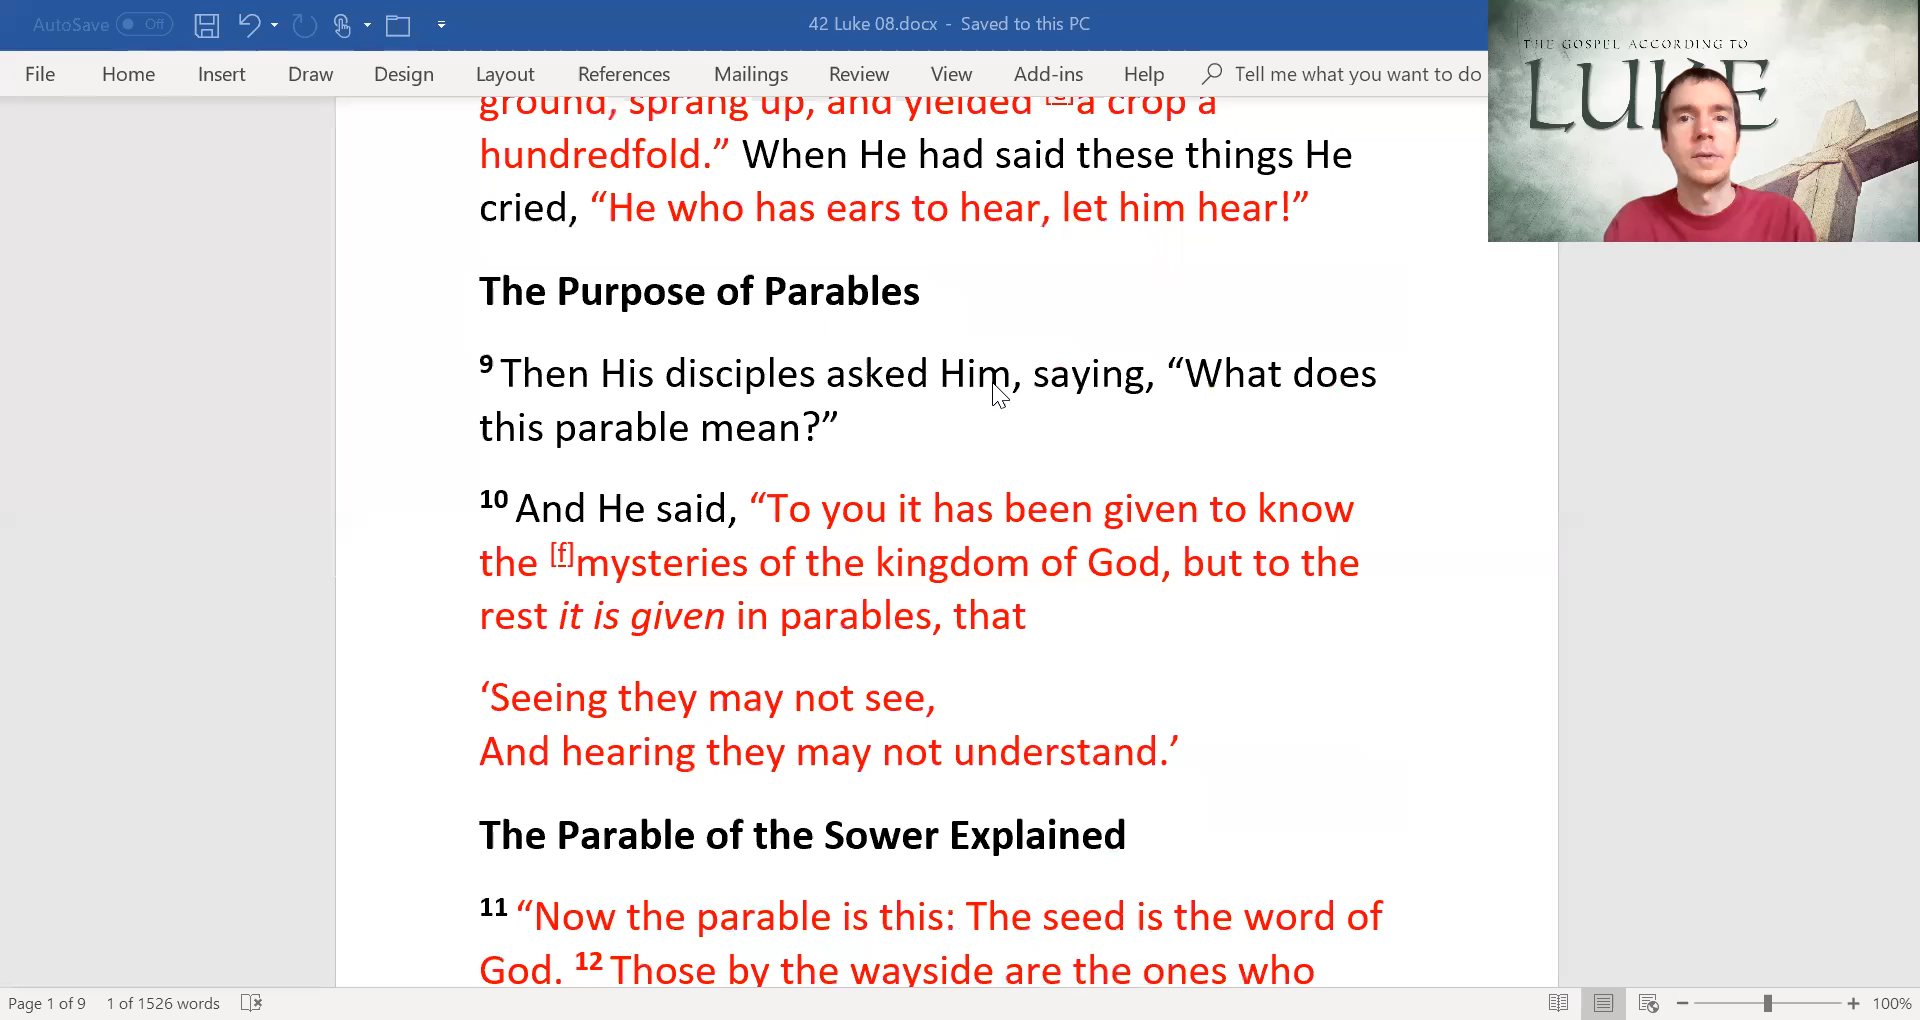 AutoSave Off
42 Luke 08.docx - Saved to this PC
File Home Insert Draw Design Layout References Mailings Review View Add-ins Help Tell me what you want to do
THE GOSPEL ACCORDING TO
LUKE
ground, sprang up, and yielded [e]a crop a
hundredfold.” When He had said these things He
cried, “He who has ears to hear, let him hear!”
The Purpose of Parables
9 Then His disciples asked Him, saying, “What does
this parable mean?”
10 And He said, “To you it has been given to know
the [f]mysteries of the kingdom of God, but to the
rest it is given in parables, that
‘Seeing they may not see,
And hearing they may not understand.’
The Parable of the Sower Explained
11 “Now the parable is this: The seed is the word of
God. 12 Those by the wayside are the ones who
Page 1 of 9 1 of 1526 words 100%